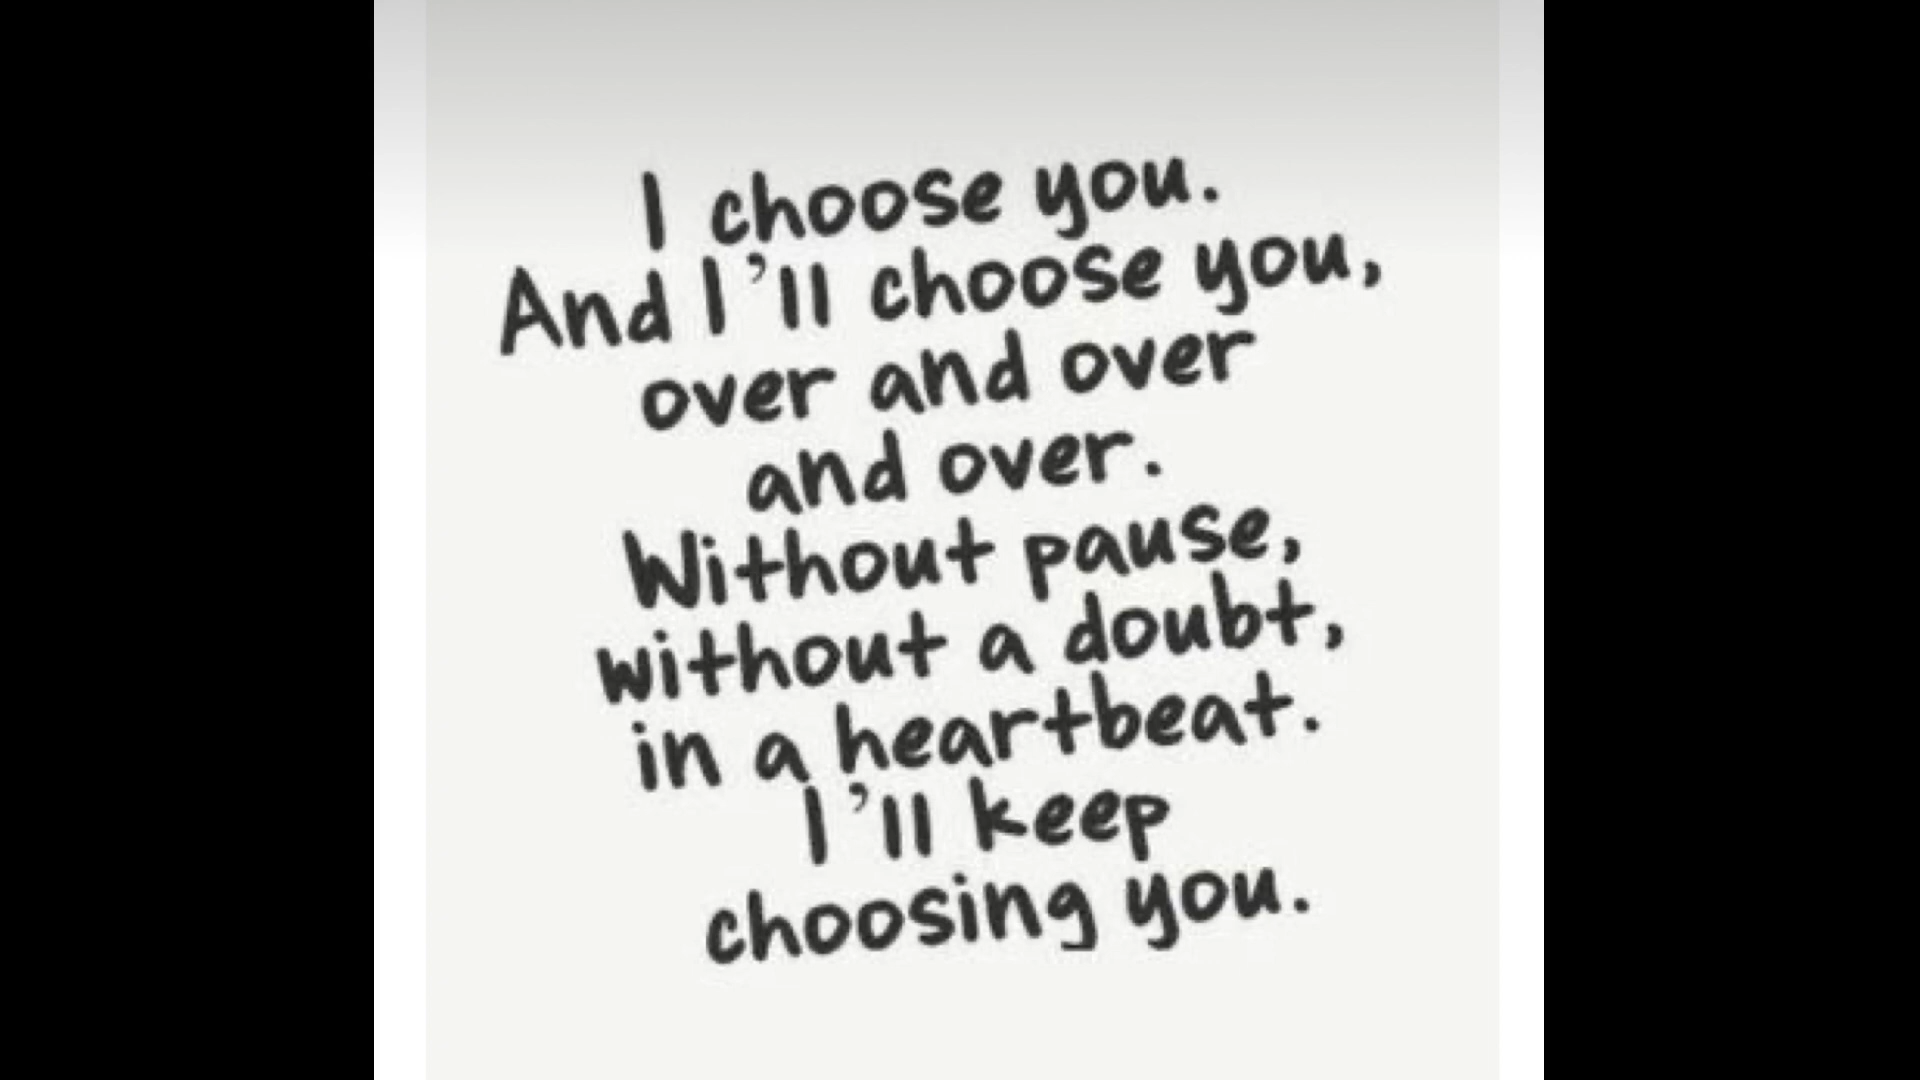 I choose you.
And I'll choose you,
over and over
and over.
Without pause,
without a doubt,
in a heartbeat.
I'll keep
choosing you.